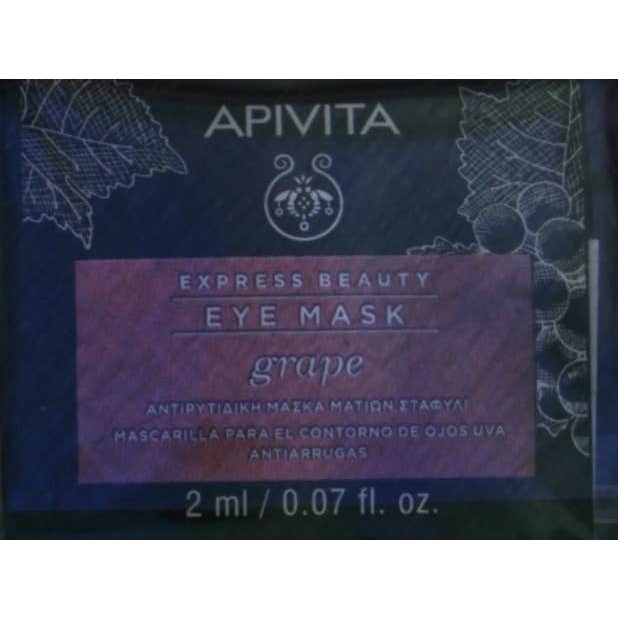 APIVITA
EXPRESS BEAUTY
EYE MASK
grape
ΑΝΤΙΡΥΤΙΔΙΚΗ ΜΑΣΚΑ ΜΑΤΙΩΝ ΣΤΑΦΥΛΙ
MASCARILLA PARA EL CONTORNO DE OJOS UVA
ANTIARRUGAS
2 ml / 0.07 fl. oz.